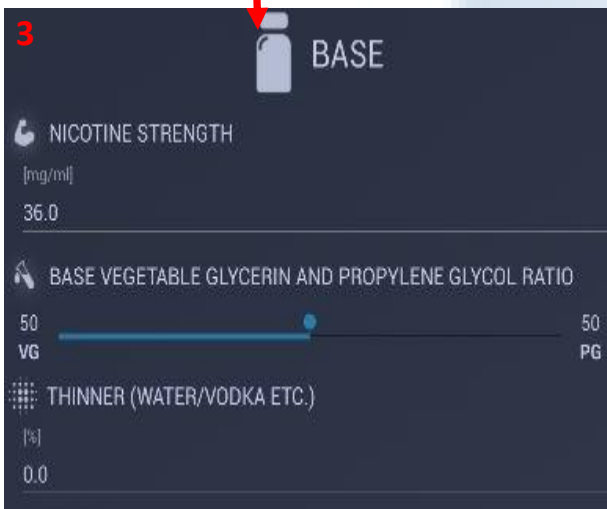 3
BASE
NICOTINE STRENGTH
[mg/ml]
36.0
BASE VEGETABLE GLYCERIN AND PROPYLENE GLYCOL RATIO
50 50
VG PG
THINNER (WATER/VODKA ETC.)
[%]
0.0